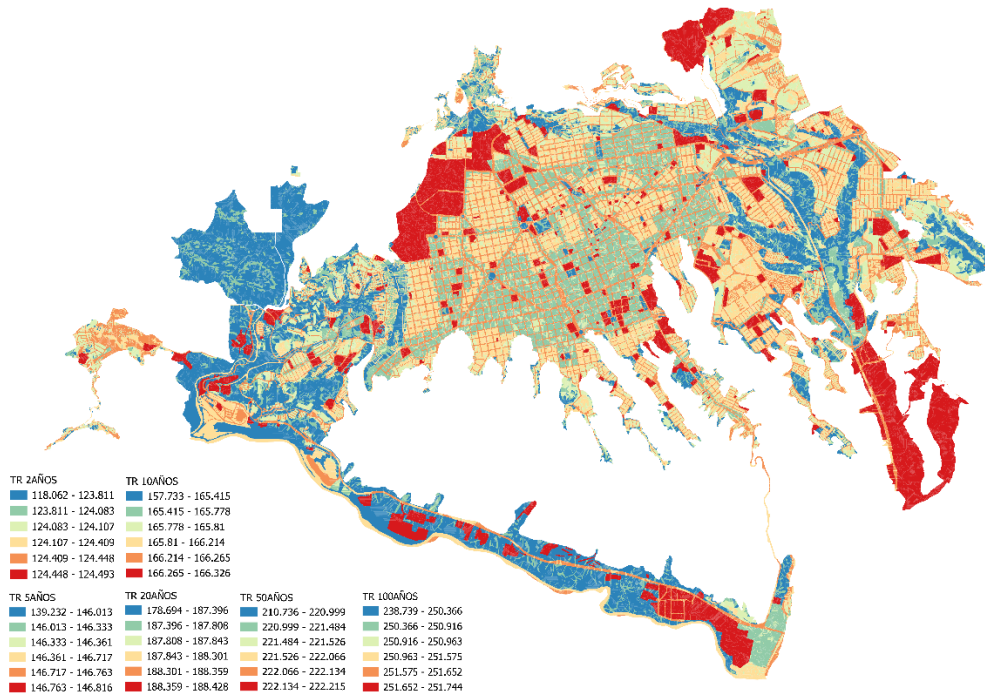 TR 2AÑOS
118.062 - 123.811
123.811 - 124.083
124.083 - 124.107
124.107 - 124.409
124.409 - 124.448
124.448 - 124.493
TR 10AÑOS
157.733 - 165.415
165.415 - 165.778
165.778 - 165.81
165.81 - 166.214
166.214 - 166.265
166.265 - 166.326
TR 5AÑOS
139.232 - 146.013
146.013 - 146.333
146.333 - 146.361
146.361 - 146.717
146.717 - 146.763
146.763 - 146.816
TR 20AÑOS
178.694 - 187.396
187.396 - 187.808
187.808 - 187.843
187.843 - 188.301
188.301 - 188.359
188.359 - 188.428
TR 50AÑOS
210.736 - 220.999
220.999 - 221.484
221.484 - 221.526
221.526 - 222.066
222.066 - 222.134
222.134 - 222.215
TR 100AÑOS
238.739 - 250.366
250.366 - 250.916
250.916 - 250.963
250.963 - 251.575
251.575 - 251.652
251.652 - 251.744